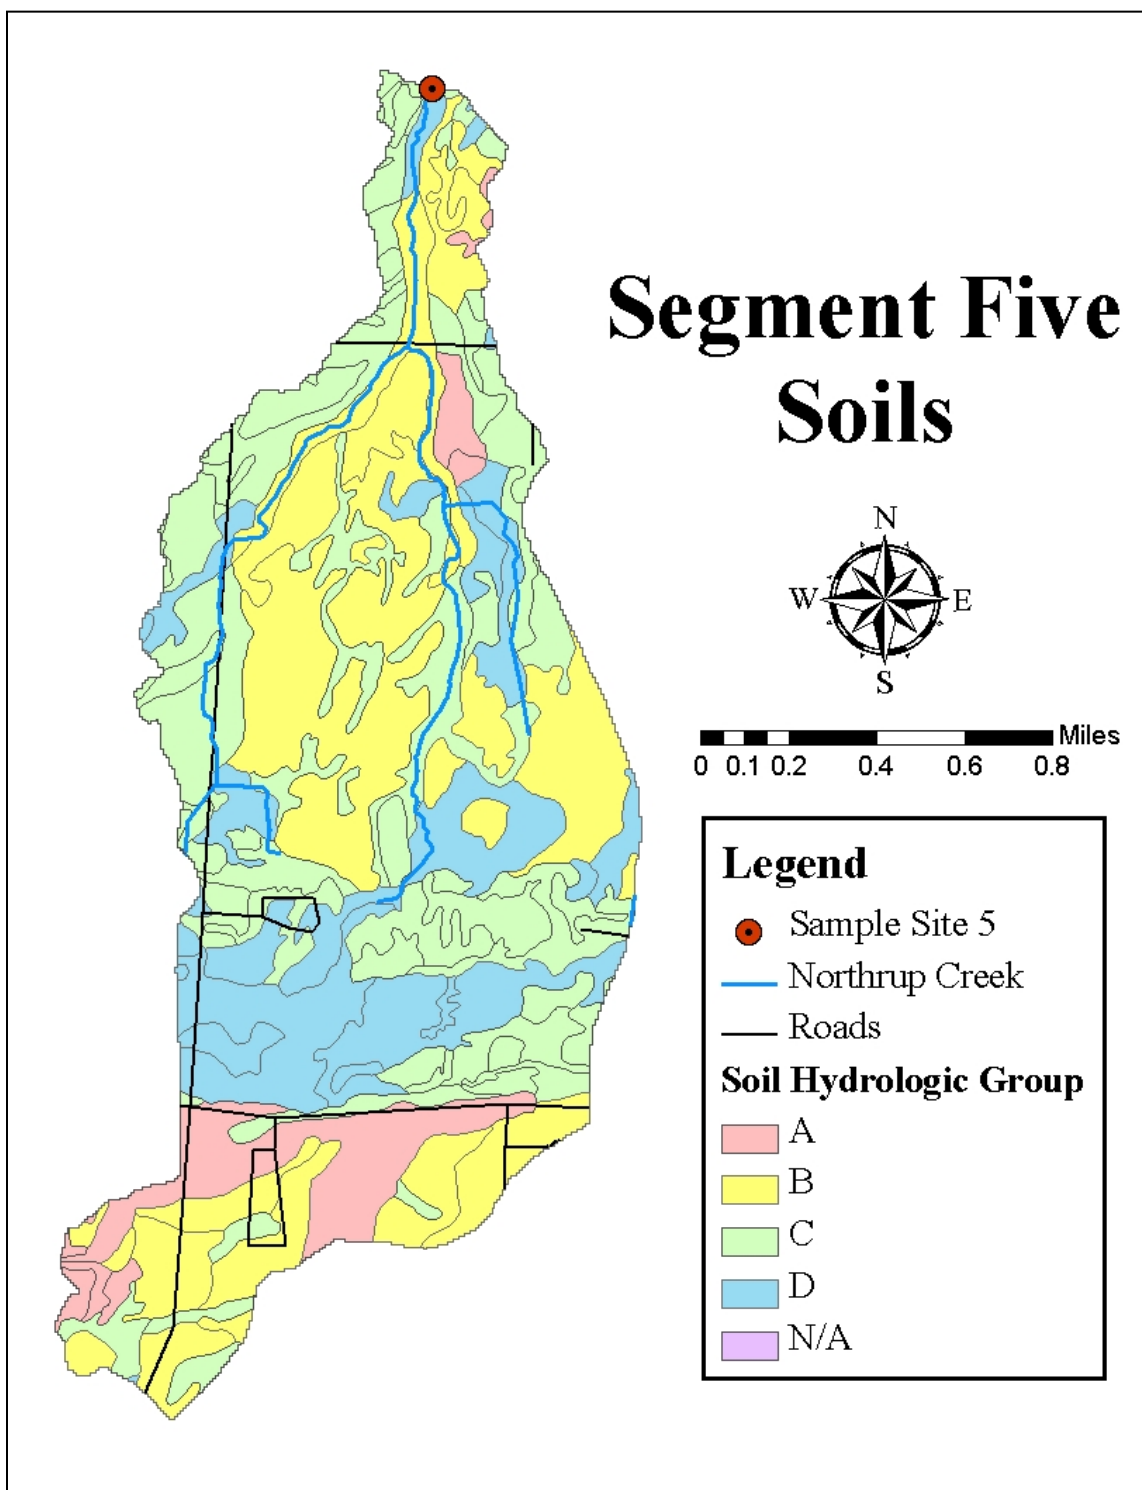 Segment Five
Soils
N
W E
S
Miles
0 0.1 0.2 0.4 0.6 0.8
Legend
Sample Site 5
Northrup Creek
Roads
Soil Hydrologic Group
A
B
C
D
N/A